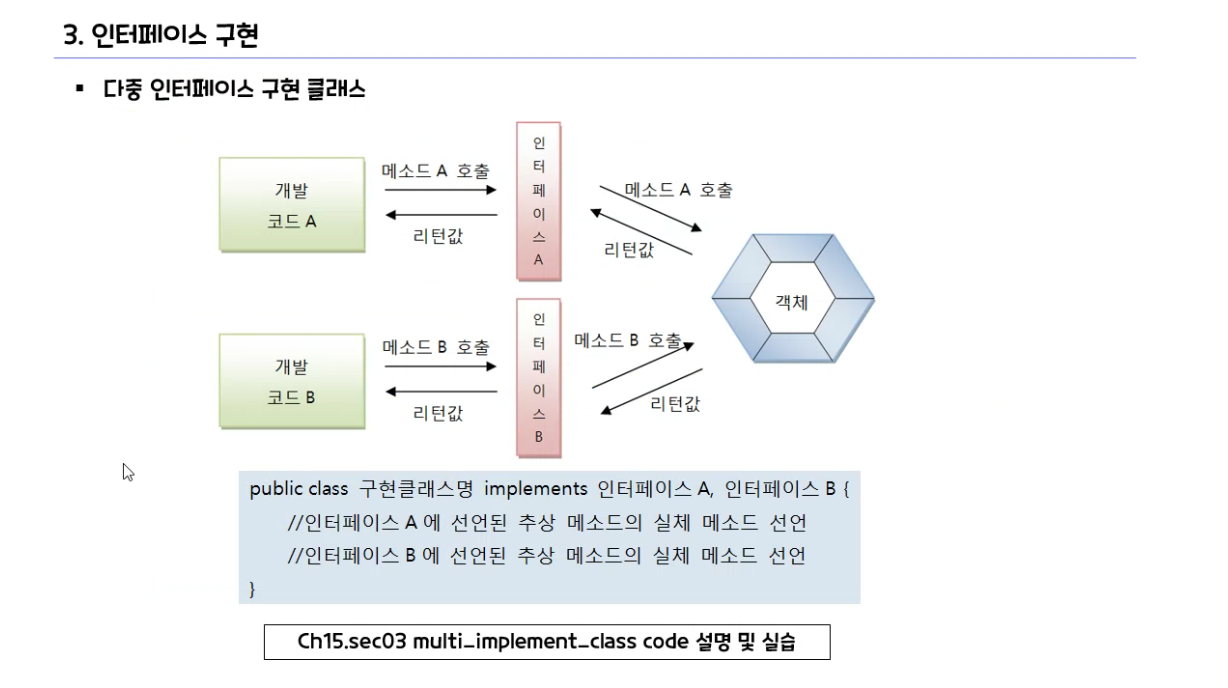 3. 인터페이스 구현
▪ 다중 인터페이스 구현 클래스
개발
코드 A
메소드 A 호출
리턴값
인
터
페
이
스
A
메소드 A 호출
리턴값
객체
개발
코드 B
메소드 B 호출
리턴값
인
터
페
이
스
B
메소드 B 호출
리턴값
public class 구현클래스명 implements 인터페이스 A, 인터페이스 B {
//인터페이스 A 에 선언된 추상 메소드의 실체 메소드 선언
//인터페이스 B 에 선언된 추상 메소드의 실체 메소드 선언
}
Ch15.sec03 multi_implement_class code 설명 및 실습